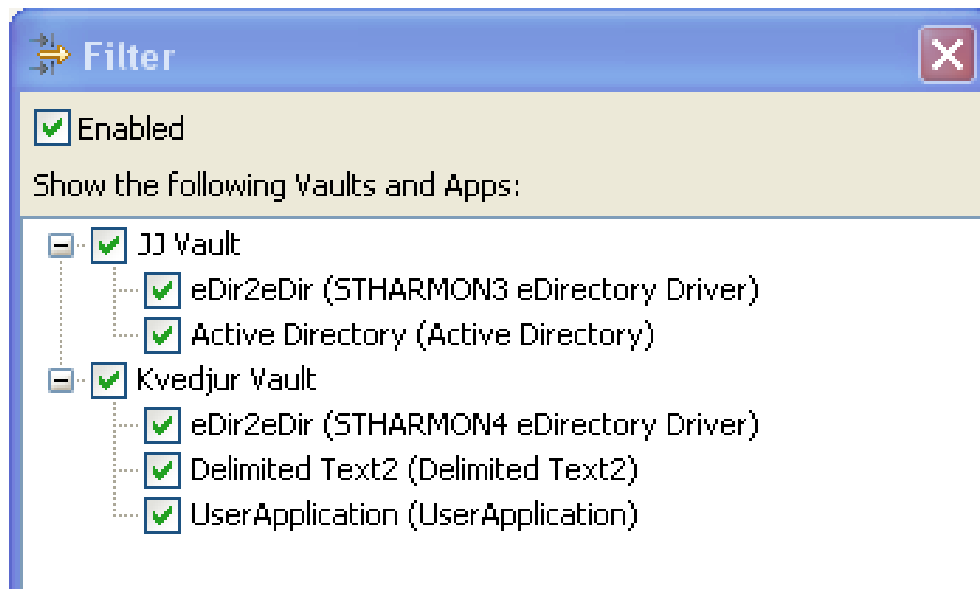 Filter
Enabled
Show the following Vaults and Apps:
JJ Vault
eDir2eDir (STHARMON3 eDirectory Driver)
Active Directory (Active Directory)
Kvedjur Vault
eDir2eDir (STHARMON4 eDirectory Driver)
Delimited Text2 (Delimited Text2)
UserApplication (UserApplication)